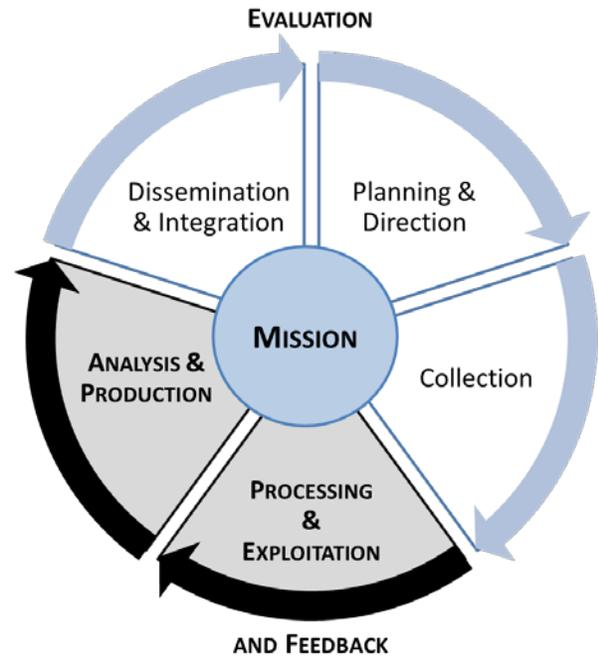 EVALUATION
Dissemination
& Integration
Planning &
Direction
MISSION
ANALYSIS &
PRODUCTION
Collection
PROCESSING
&
EXPLOITATION
AND FEEDBACK